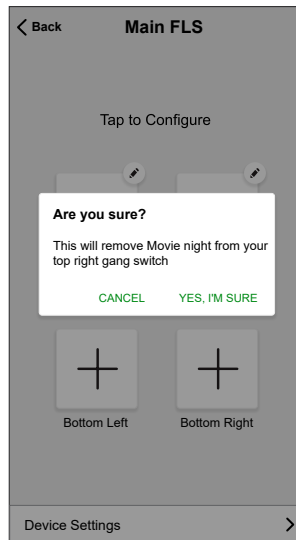 Back
Main FLS
Tap to Configure
Are you sure?
This will remove Movie night from your
top right gang switch
CANCEL
YES, I'M SURE
Bottom Left
Bottom Right
Device Settings